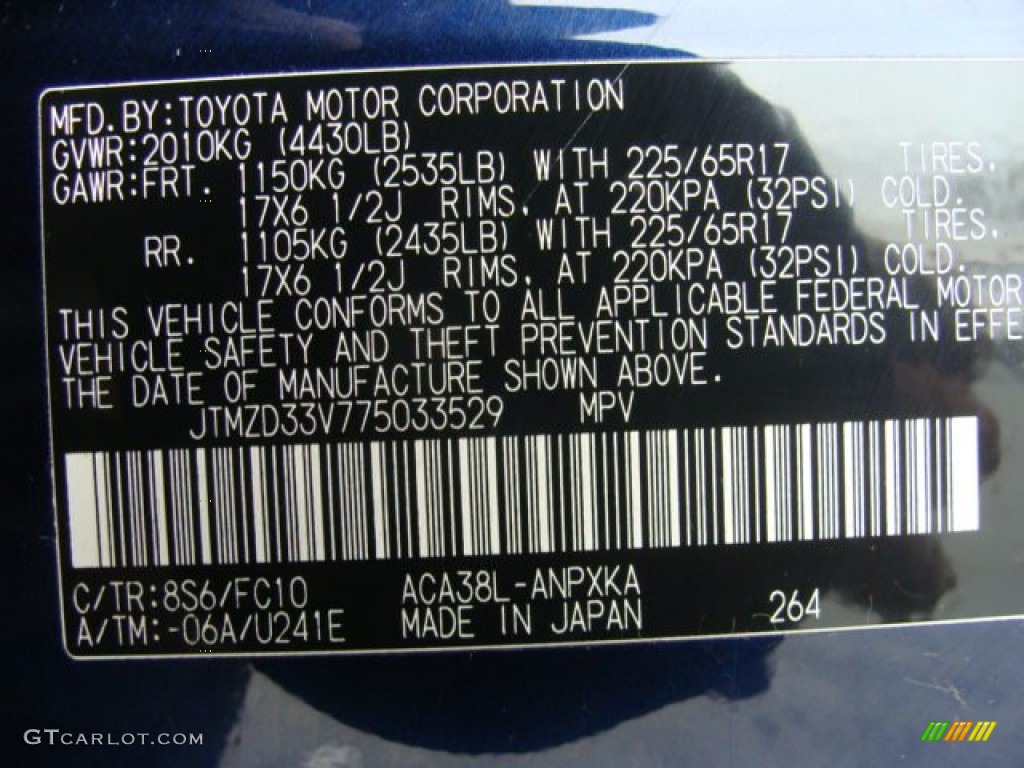 MFD.BY:TOYOTA MOTOR CORPORATION
GVWR:2010KG (4430LB)
GAWR:FRT. 1150KG (2535LB) WITH 225/65R17 TIRES.
17X6 1/2J RIMS. AT 220KPA (32PSI) COLD.
RR. 1105KG (2435LB) WITH 225/65R17 TIRES.
17X6 1/2J RIMS. AT 220KPA (32PSI) COLD.
THIS VEHICLE CONFORMS TO ALL APPLICABLE FEDERAL MOTOR
VEHICLE SAFETY AND THEFT PREVENTION STANDARDS IN EFFE
THE DATE OF MANUFACTURE SHOWN ABOVE.
JTMZD33V775033529 MPV
C/TR:8S6/FC10 ACA38L-ANPXKA
A/TM:-06A/U241E MADE IN JAPAN 264
GTCARLOT.COM